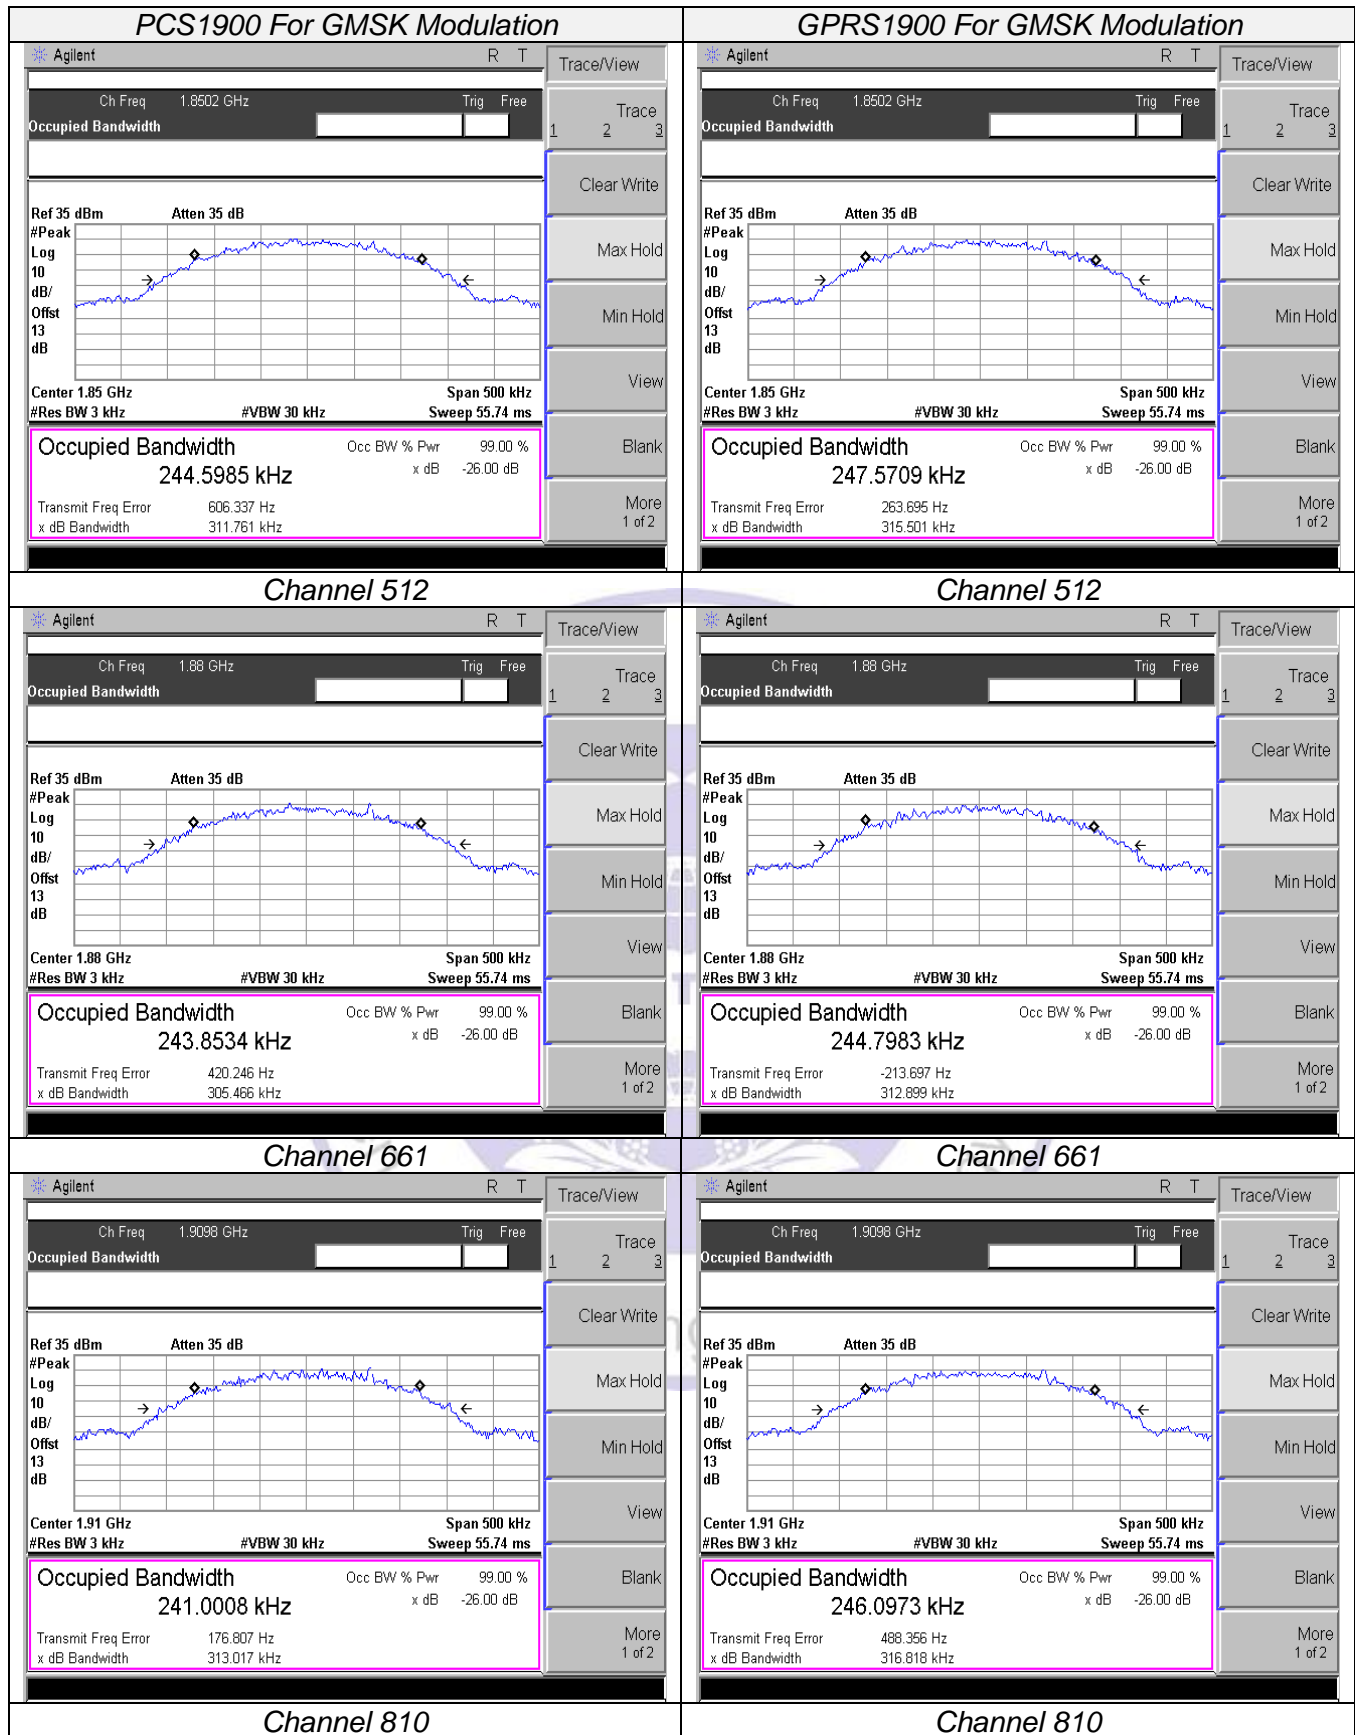 PCS1900 For GMSK Modulation
GPRS1900 For GMSK Modulation
Agilent R T
Trace/View
Ch Freq 1.8502 GHz Trig Free
Occupied Bandwidth
Trace
1 2 3
Clear Write
Ref 35 dBm Atten 35 dB
#Peak
Log
10
dB/
Offst
13
dB
Max Hold
Min Hold
View
Center 1.85 GHz Span 500 kHz
#Res BW 3 kHz #VBW 30 kHz Sweep 55.74 ms
Occupied Bandwidth Occ BW % Pwr 99.00 %
244.5985 kHz x dB -26.00 dB
Transmit Freq Error 606.337 Hz
x dB Bandwidth 311.761 kHz
Blank
More
1 of 2
Agilent R T
Trace/View
Ch Freq 1.8502 GHz Trig Free
Occupied Bandwidth
Trace
1 2 3
Clear Write
Ref 35 dBm Atten 35 dB
#Peak
Log
10
dB/
Offst
13
dB
Max Hold
Min Hold
View
Center 1.85 GHz Span 500 kHz
#Res BW 3 kHz #VBW 30 kHz Sweep 55.74 ms
Occupied Bandwidth Occ BW % Pwr 99.00 %
247.5709 kHz x dB -26.00 dB
Transmit Freq Error 263.695 Hz
x dB Bandwidth 315.501 kHz
Blank
More
1 of 2
Channel 512
Channel 512
Agilent R T
Trace/View
Ch Freq 1.88 GHz Trig Free
Occupied Bandwidth
Trace
1 2 3
Clear Write
Ref 35 dBm Atten 35 dB
#Peak
Log
10
dB/
Offst
13
dB
Max Hold
Min Hold
View
Center 1.88 GHz Span 500 kHz
#Res BW 3 kHz #VBW 30 kHz Sweep 55.74 ms
Occupied Bandwidth Occ BW % Pwr 99.00 %
243.8534 kHz x dB -26.00 dB
Transmit Freq Error 420.246 Hz
x dB Bandwidth 305.466 kHz
Blank
More
1 of 2
Agilent R T
Trace/View
Ch Freq 1.88 GHz Trig Free
Occupied Bandwidth
Trace
1 2 3
Clear Write
Ref 35 dBm Atten 35 dB
#Peak
Log
10
dB/
Offst
13
dB
Max Hold
Min Hold
View
Center 1.88 GHz Span 500 kHz
#Res BW 3 kHz #VBW 30 kHz Sweep 55.74 ms
Occupied Bandwidth Occ BW % Pwr 99.00 %
244.7983 kHz x dB -26.00 dB
Transmit Freq Error -213.697 Hz
x dB Bandwidth 312.899 kHz
Blank
More
1 of 2
Channel 661
Channel 661
Agilent R T
Trace/View
Ch Freq 1.9098 GHz Trig Free
Occupied Bandwidth
Trace
1 2 3
Clear Write
Ref 35 dBm Atten 35 dB
#Peak
Log
10
dB/
Offst
13
dB
Max Hold
Min Hold
View
Center 1.91 GHz Span 500 kHz
#Res BW 3 kHz #VBW 30 kHz Sweep 55.74 ms
Occupied Bandwidth Occ BW % Pwr 99.00 %
241.0008 kHz x dB -26.00 dB
Transmit Freq Error 176.807 Hz
x dB Bandwidth 313.017 kHz
Blank
More
1 of 2
Agilent R T
Trace/View
Ch Freq 1.9098 GHz Trig Free
Occupied Bandwidth
Trace
1 2 3
Clear Write
Ref 35 dBm Atten 35 dB
#Peak
Log
10
dB/
Offst
13
dB
Max Hold
Min Hold
View
Center 1.91 GHz Span 500 kHz
#Res BW 3 kHz #VBW 30 kHz Sweep 55.74 ms
Occupied Bandwidth Occ BW % Pwr 99.00 %
246.0973 kHz x dB -26.00 dB
Transmit Freq Error 488.356 Hz
x dB Bandwidth 316.818 kHz
Blank
More
1 of 2
Channel 810
Channel 810